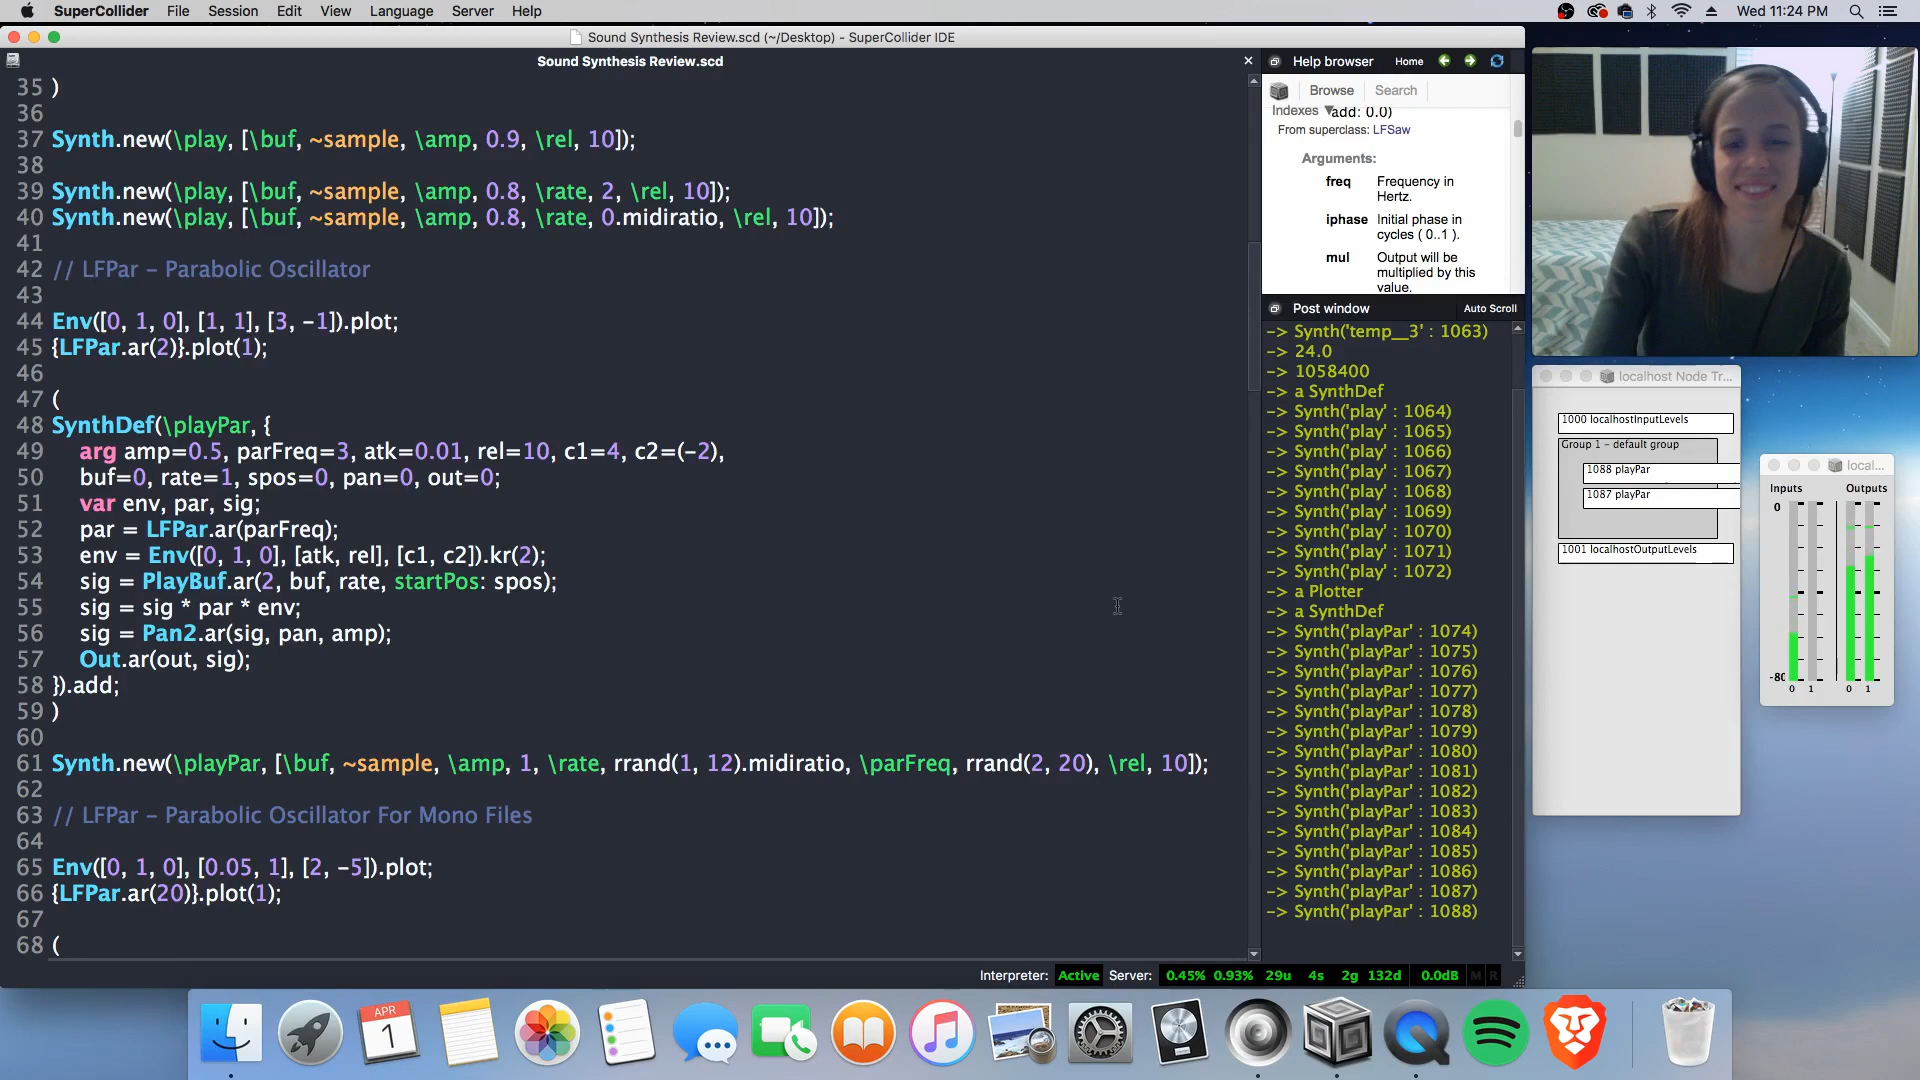 SuperCollider File Session Edit View Language Server Help
Wed 11:24 PM
Sound Synthesis Review.scd (~/Desktop) - SuperCollider IDE
Sound Synthesis Review.scd
35 )
36
37 Synth.new(\play, [\buf, ~sample, \amp, 0.9, \rel, 10]);
38
39 Synth.new(\play, [\buf, ~sample, \amp, 0.8, \rate, 2, \rel, 10]);
40 Synth.new(\play, [\buf, ~sample, \amp, 0.8, \rate, 0.midiratio, \rel, 10]);
41
42 // LFPar - Parabolic Oscillator
43
44 Env([0, 1, 0], [1, 1], [3, -1]).plot;
45 {LFPar.ar(2)}.plot(1);
46
47 (
48 SynthDef(\playPar, {
49 arg amp=0.5, parFreq=3, atk=0.01, rel=10, c1=4, c2=(-2),
50 buf=0, rate=1, spos=0, pan=0, out=0;
51 var env, par, sig;
52 par = LFPar.ar(parFreq);
53 env = Env([0, 1, 0], [atk, rel], [c1, c2]).kr(2);
54 sig = PlayBuf.ar(2, buf, rate, startPos: spos);
55 sig = sig * par * env;
56 sig = Pan2.ar(sig, pan, amp);
57 Out.ar(out, sig);
58 }).add;
59 )
60
61 Synth.new(\playPar, [\buf, ~sample, \amp, 1, \rate, rrand(1, 12).midiratio, \parFreq, rrand(2, 20), \rel, 10]);
62
63 // LFPar - Parabolic Oscillator For Mono Files
64
65 Env([0, 1, 0], [0.05, 1], [2, -5]).plot;
66 {LFPar.ar(20)}.plot(1);
67
68 (
Help browser Home
Browse Search
Indexes ▼ add: 0.0)
From superclass: LFSaw
Arguments:
freq Frequency in
Hertz.
iphase Initial phase in
cycles ( 0..1 ).
mul Output will be
multiplied by this
value.
Post window Auto Scroll
-> Synth('temp__3' : 1063)
-> 24.0
-> 1058400
-> a SynthDef
-> Synth('play' : 1064)
-> Synth('play' : 1065)
-> Synth('play' : 1066)
-> Synth('play' : 1067)
-> Synth('play' : 1068)
-> Synth('play' : 1069)
-> Synth('play' : 1070)
-> Synth('play' : 1071)
-> Synth('play' : 1072)
-> a Plotter
-> a SynthDef
-> Synth('playPar' : 1074)
-> Synth('playPar' : 1075)
-> Synth('playPar' : 1076)
-> Synth('playPar' : 1077)
-> Synth('playPar' : 1078)
-> Synth('playPar' : 1079)
-> Synth('playPar' : 1080)
-> Synth('playPar' : 1081)
-> Synth('playPar' : 1082)
-> Synth('playPar' : 1083)
-> Synth('playPar' : 1084)
-> Synth('playPar' : 1085)
-> Synth('playPar' : 1086)
-> Synth('playPar' : 1087)
-> Synth('playPar' : 1088)
Interpreter: Active Server: 0.45% 0.93% 29u 4s 2g 132d 0.0dB M R
localhost Node Tr...
1000 localhostInputLevels
Group 1 - default group
1088 playPar
1087 playPar
1001 localhostOutputLevels
local...
Inputs Outputs
0
-80
0 1 0 1
APR
1